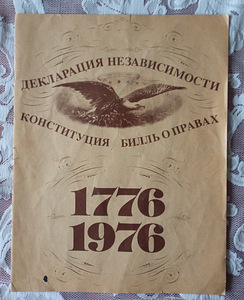 ДЕКЛАРАЦИЯ НЕЗАВИСИМОСТИ
КОНСТИТУЦИЯ БИЛЛЬ О ПРАВАХ
1776
1976